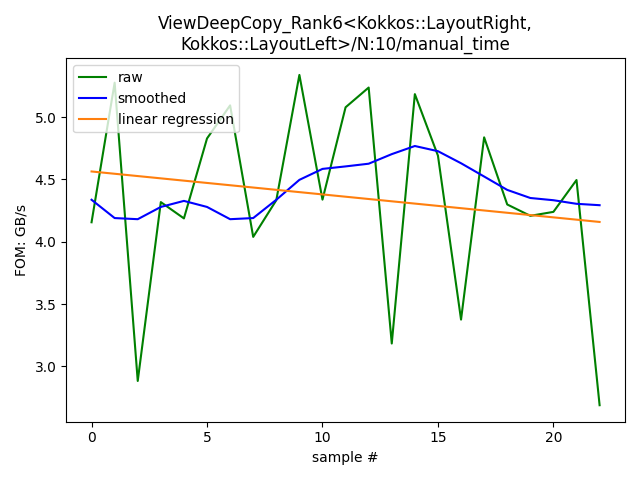 ViewDeepCopy_Rank6<Kokkos::LayoutRight,
Kokkos::LayoutLeft>/N:10/manual_time
raw
smoothed
linear regression
FOM: GB/s
5.0
4.5
4.0
3.5
3.0
0
5
10
15
20
sample #